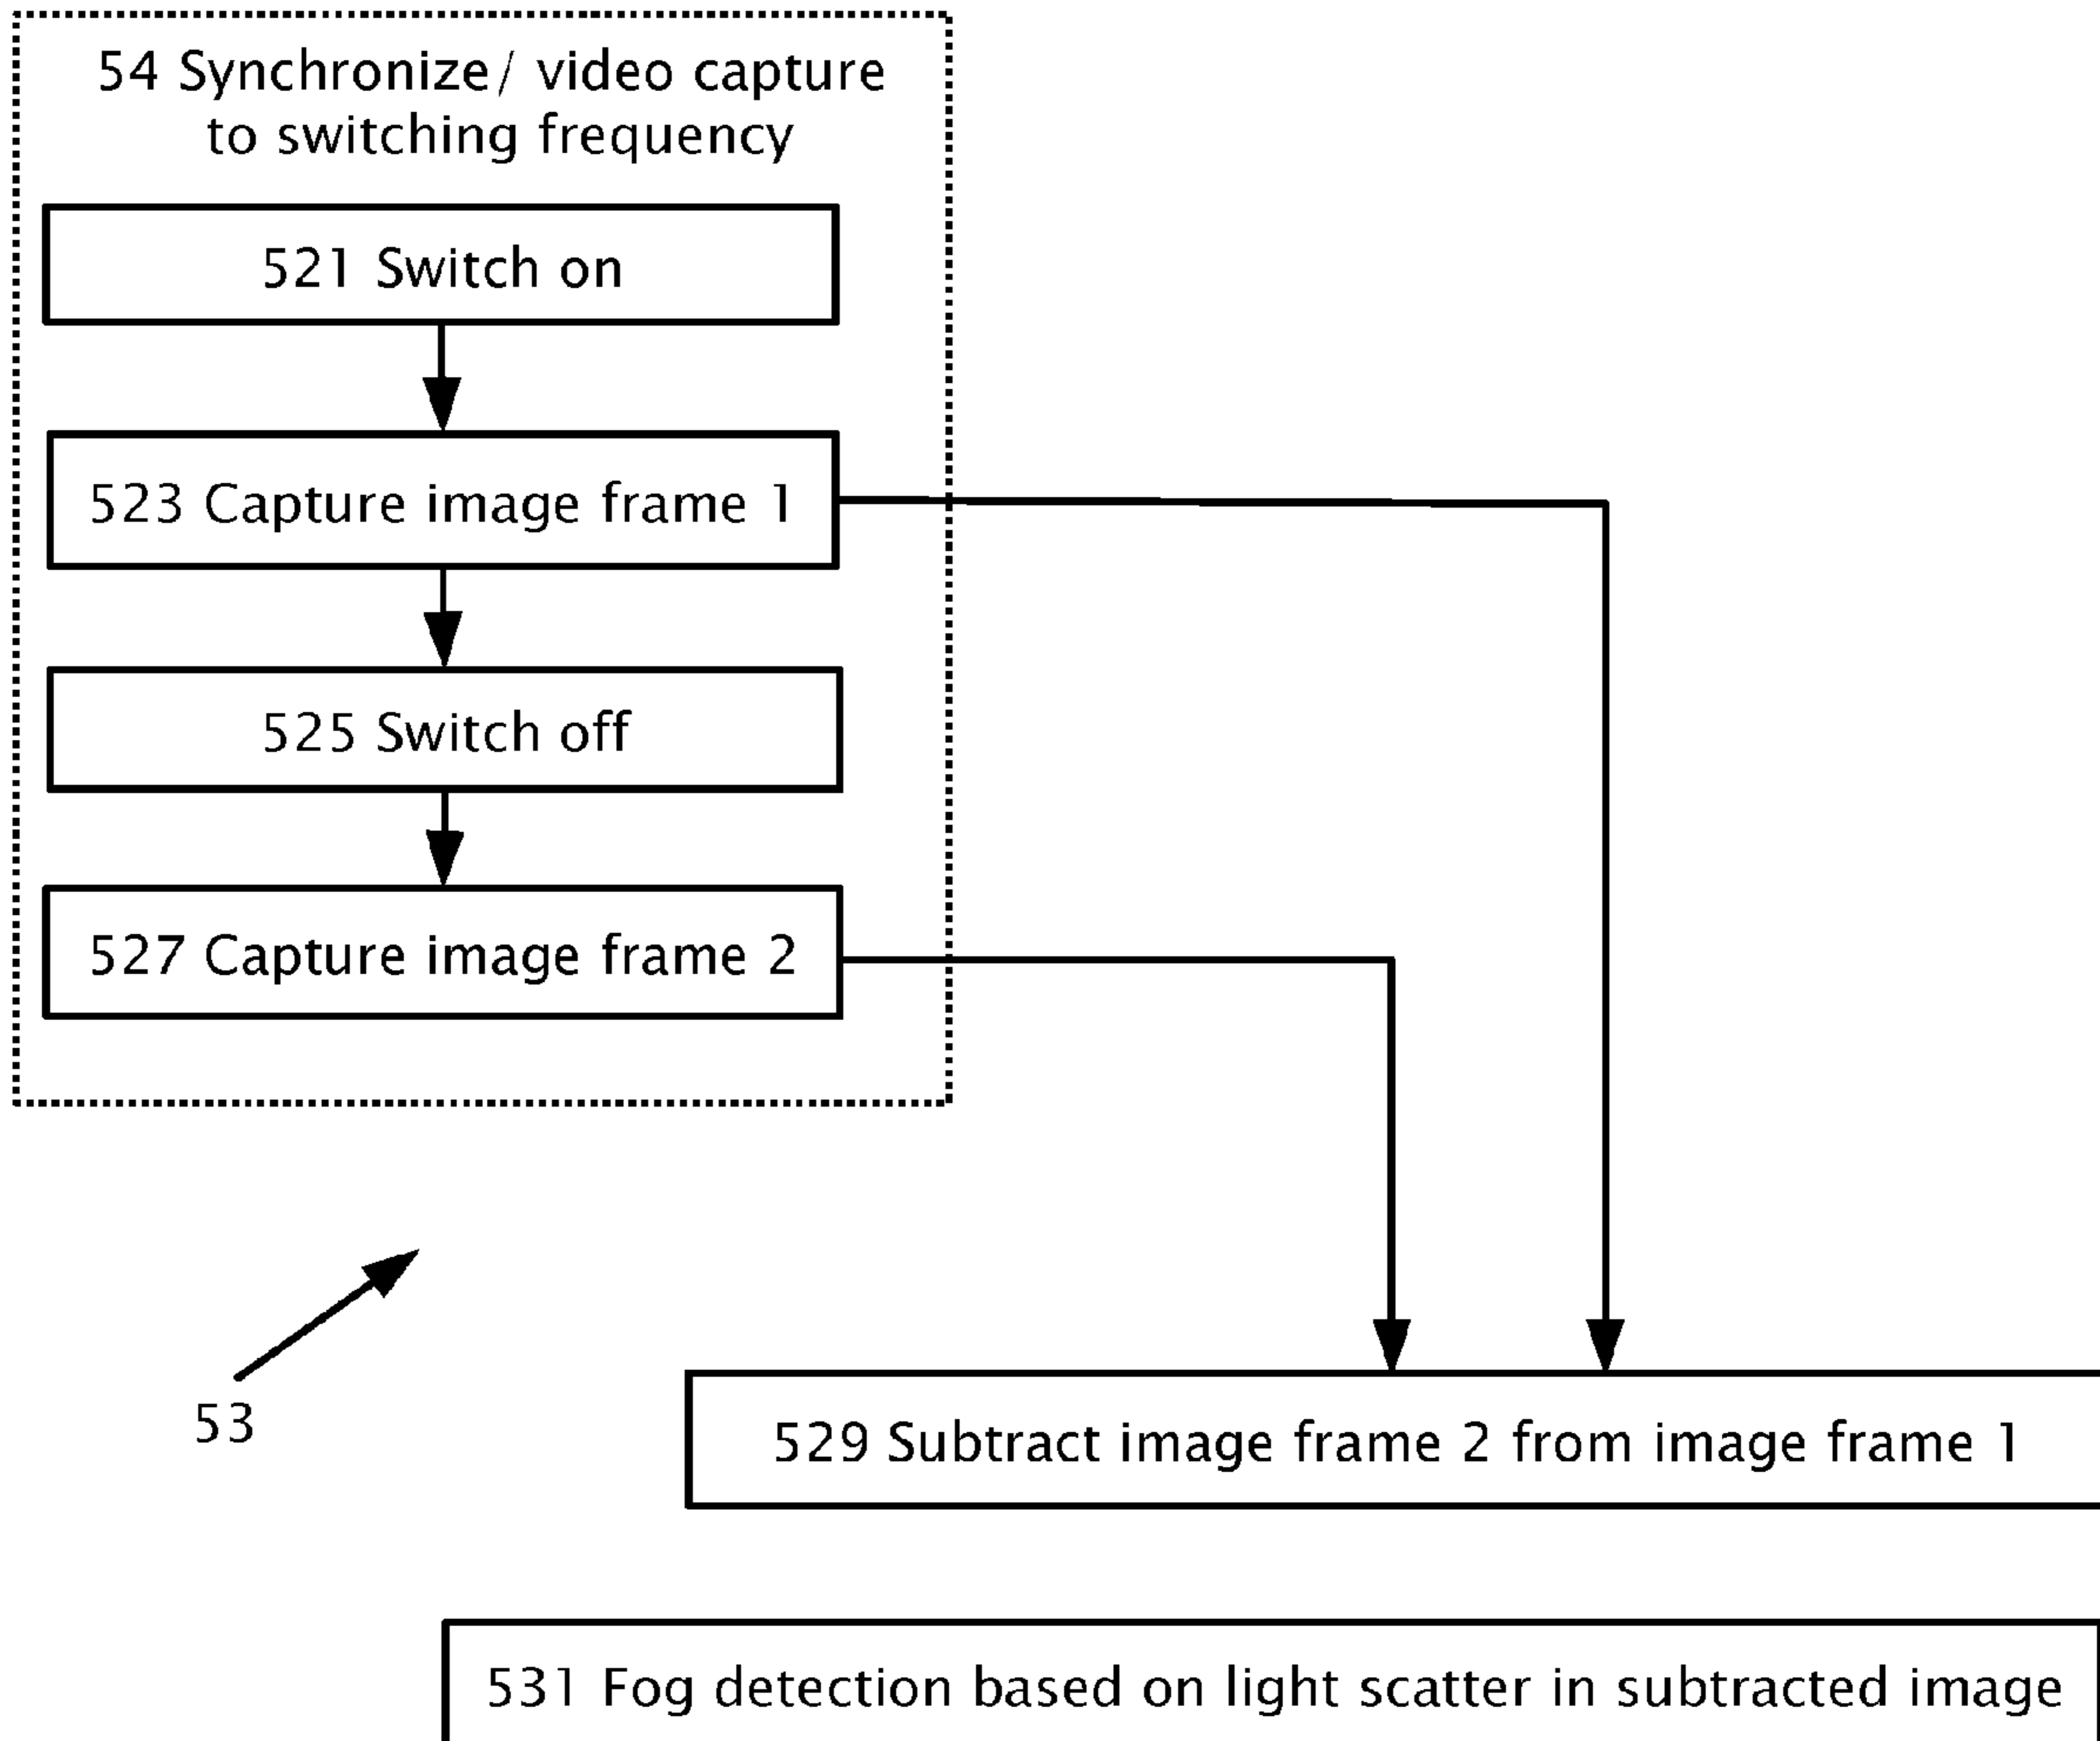 54 Synchronize/ video capture
to switching frequency
521 Switch on
523 Capture image frame 1
525 Switch off
527 Capture image frame 2
53
529 Subtract image frame 2 from image frame 1
531 Fog detection based on light scatter in subtracted image